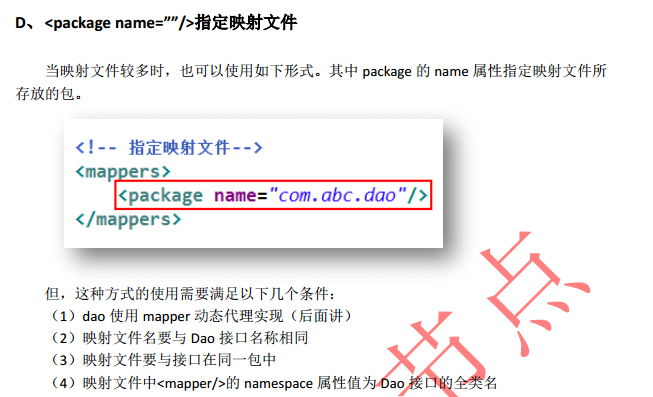 D、<package name=””/>指定映射文件
当映射文件较多时，也可以使用如下形式。其中 package 的 name 属性指定映射文件所
存放的包。
<!-- 指定映射文件-->
<mappers>
<package name="com.abc.dao"/>
</mappers>
但，这种方式的使用需要满足以下几个条件：
（1）dao 使用 mapper 动态代理实现（后面讲）
（2）映射文件名要与 Dao 接口名称相同
（3）映射文件要与接口在同一包中
（4）映射文件中<mapper/>的 namespace 属性值为 Dao 接口的全类名
节点